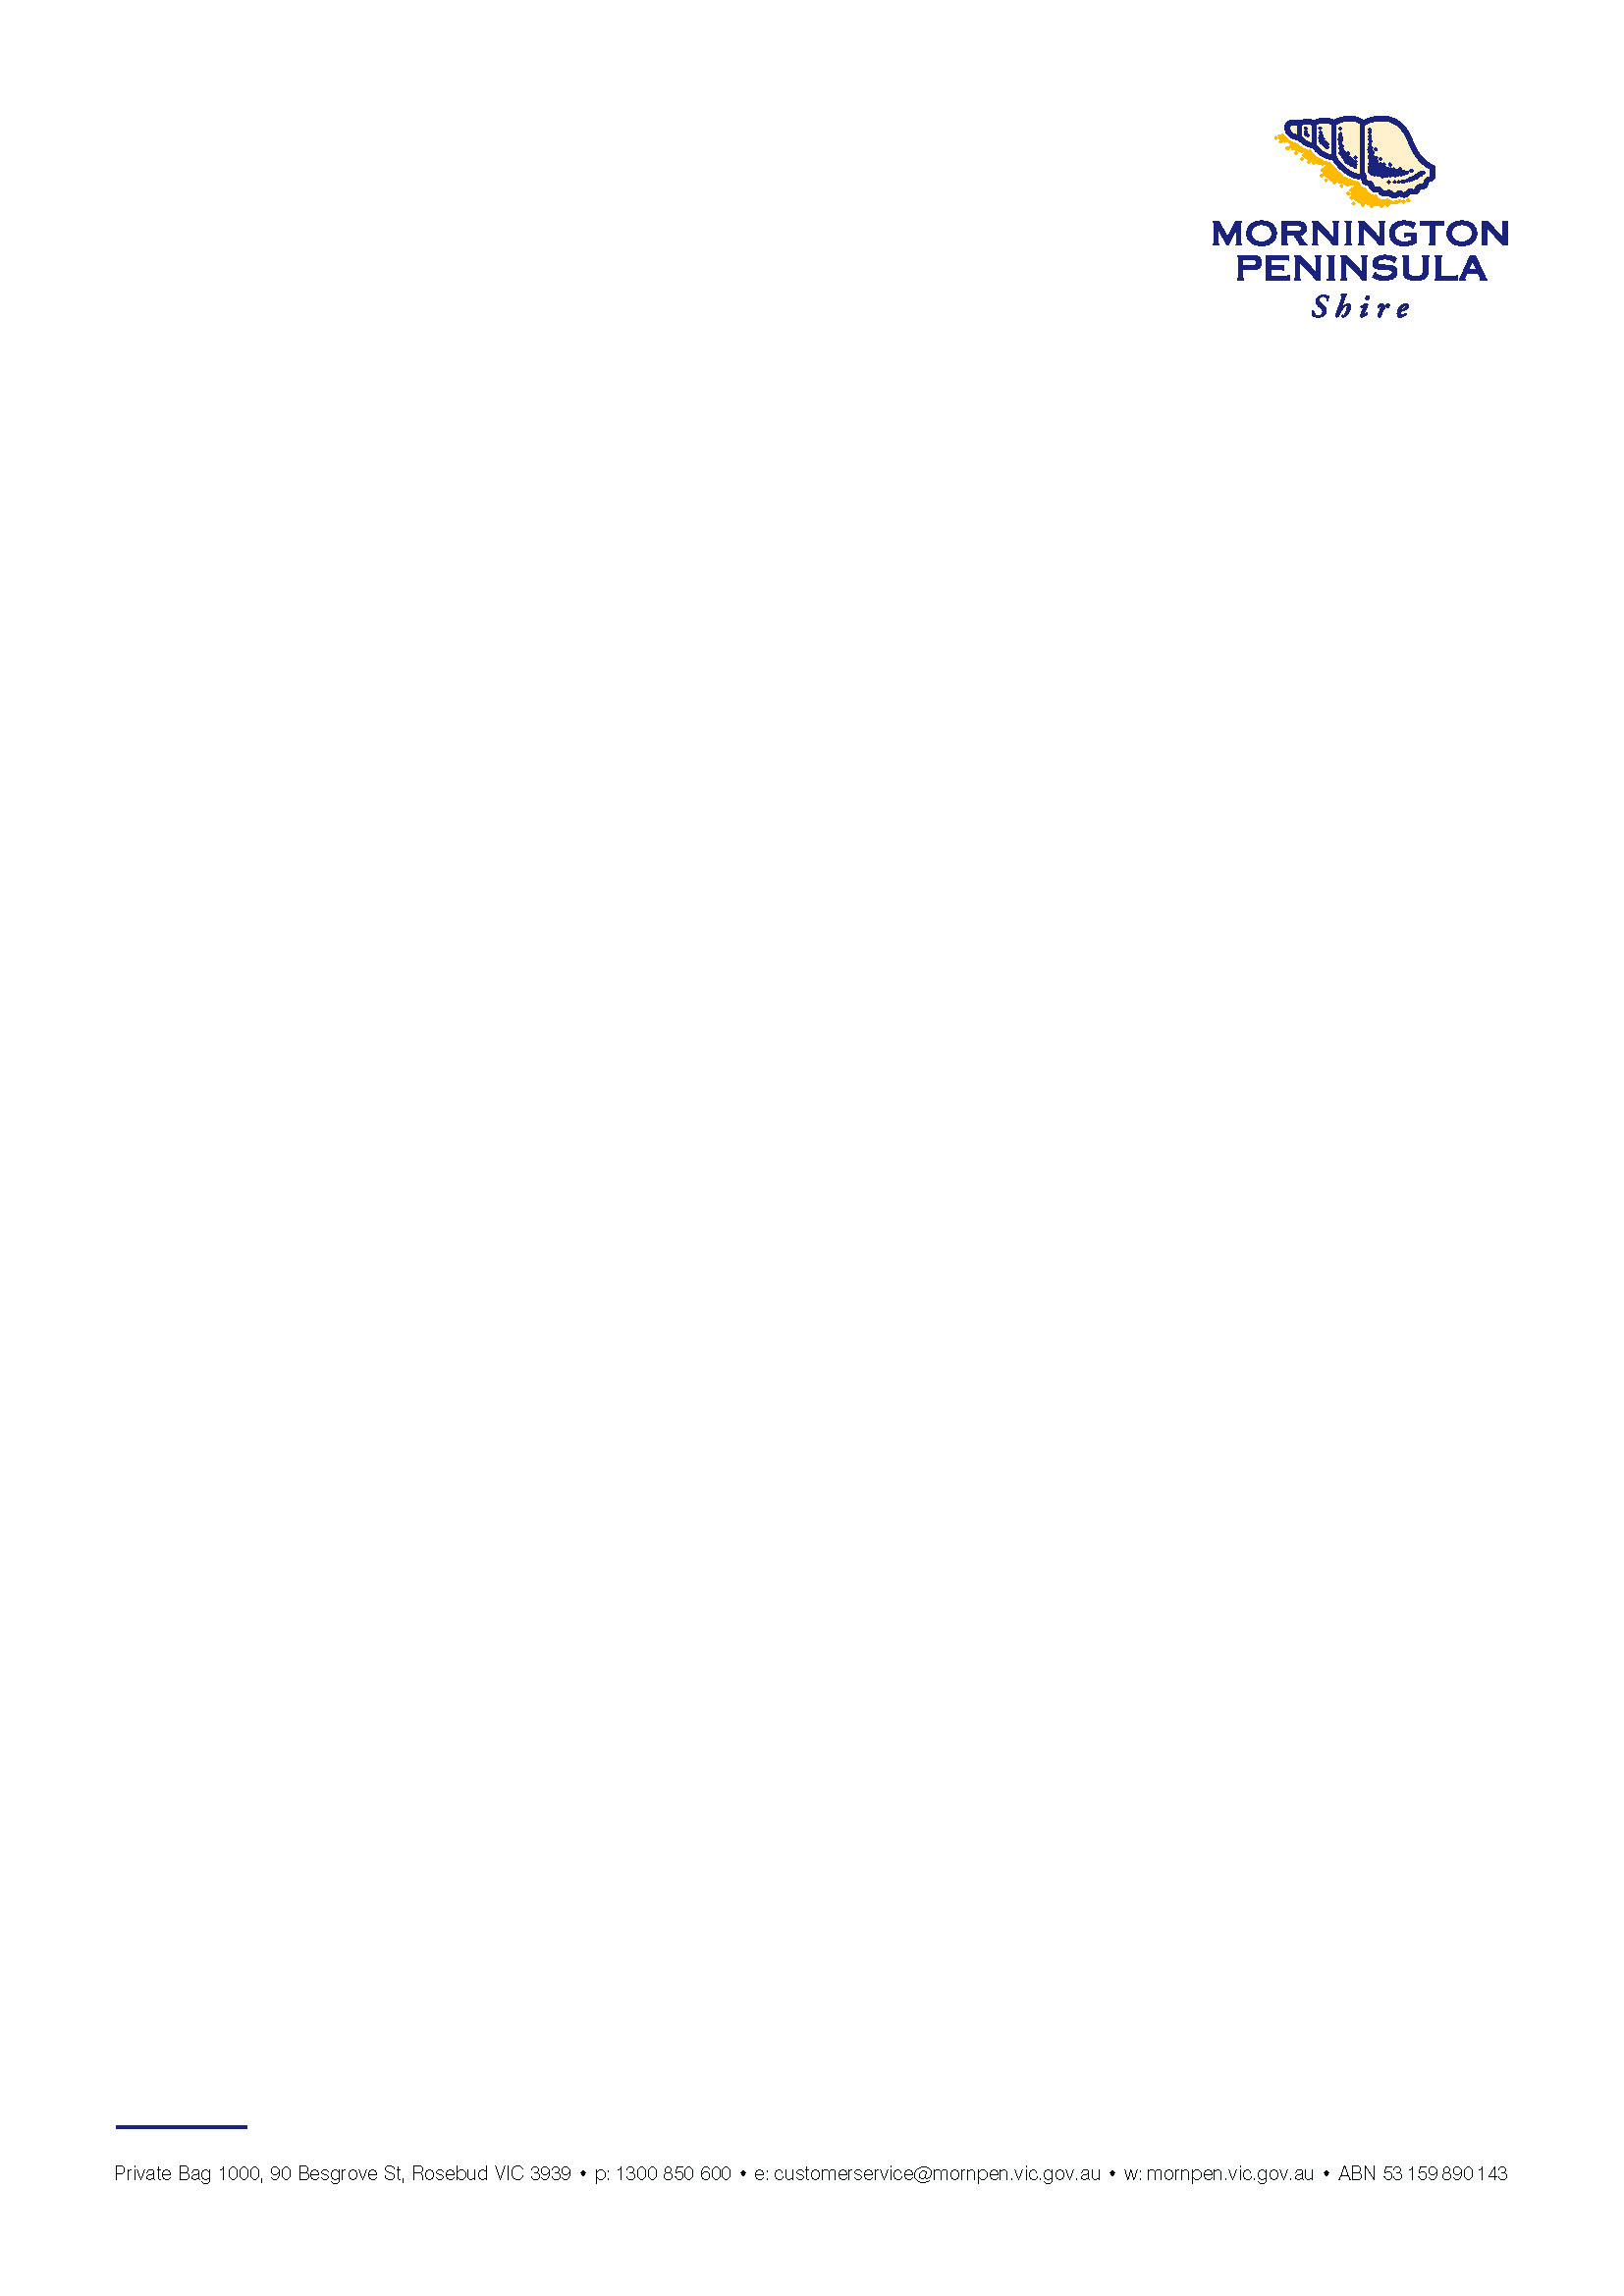 MORNINGTON
PENINSULA
Shire
Private Bag 1000, 90 Besgrove St, Rosebud VIC 3939 • p: 1300 850 600 • e: customerservice@mornpen.vic.gov.au • w: mornpen.vic.gov.au • ABN 53 159 890 143